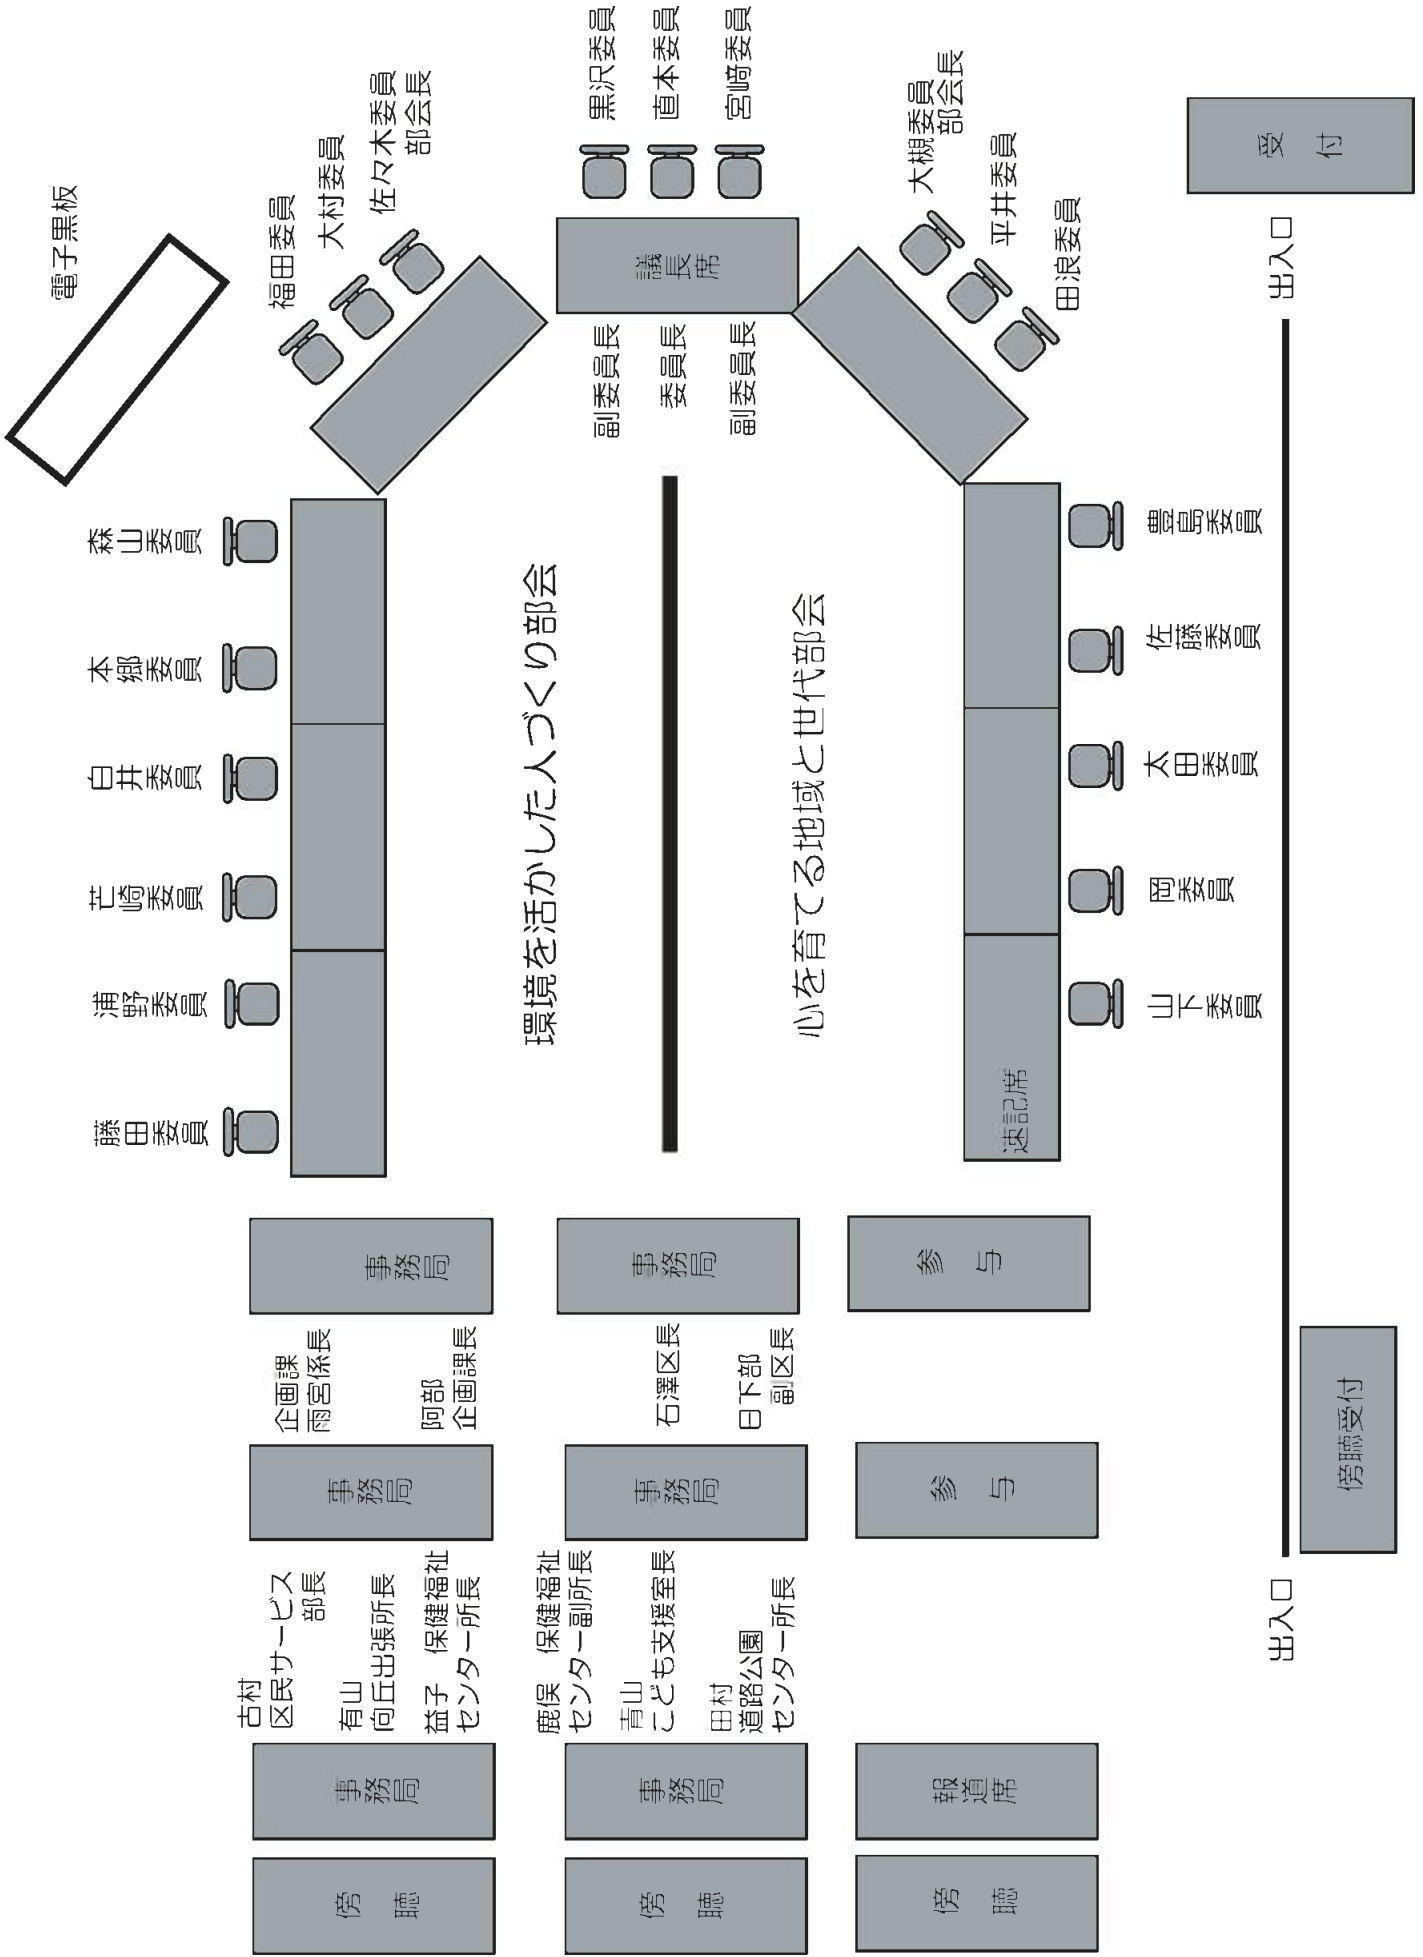 電子黒板
黒沢委員
直本委員
宮﨑委員
福田委員
大村委員
佐々木委員
部会長
大槻委員
部会長
平井委員
田浪委員
議長席
副委員長
委員長
副委員長
受　付
出入口
森山委員
本郷委員
白井委員
芒崎委員
浦野委員
藤田委員
環境を活かした人づくり部会
心を育てる地域と世代部会
豊島委員
佐藤委員
太田委員
岡委員
山下委員
速記席
事務局
事務局
参　与
企画課
雨宮係長
阿部
企画課長
石澤区長
日下部
副区長
事務局
事務局
参　与
傍聴受付
出入口
古村
区民サービス
部長
有山
向丘出張所長
益子　保健福祉
センター所長
鹿俣　保健福祉
センター副所長
青山
こども支援室長
田村
道路公園
センター所長
事務局
事務局
報道席
傍　聴
傍　聴
傍　聴